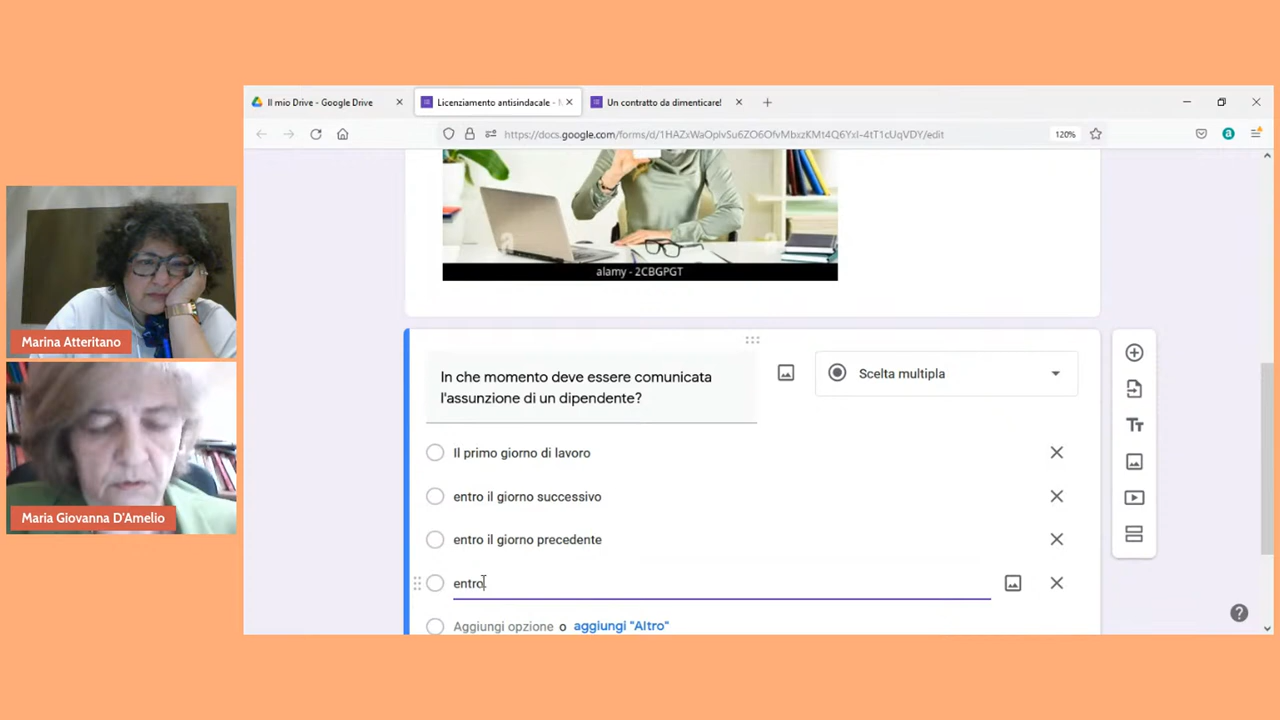 Il mio Drive - Google Drive
Licenziamento antisindacale -
Un contratto da dimenticare!
https://docs.google.com/forms/d/1HAZxWaOpIvSu6ZO6OfvMbxzKMt4Q6YxI-4tT1cUqVDY/edit
120%
a
a
a
alamy - 2CBGPGT
Marina Atteritano
Maria Giovanna D'Amelio
In che momento deve essere comunicata
l'assunzione di un dipendente?
Scelta multipla
Il primo giorno di lavoro
entro il giorno successivo
entro il giorno precedente
entro
Aggiungi opzione o aggiungi "Altro"
Tт